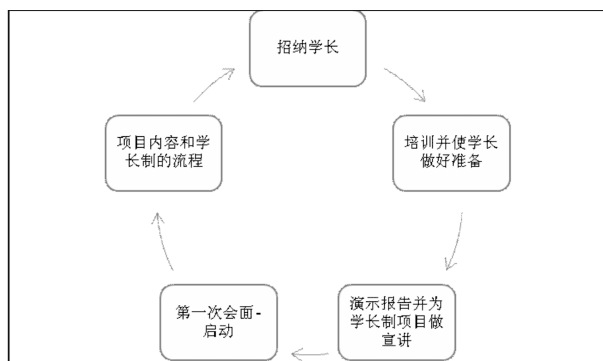 招纳学长
培训并使学长
做好准备
演示报告并为
学长制项目做
宣讲
第一次会面-
启动
项目内容和学
长制的流程